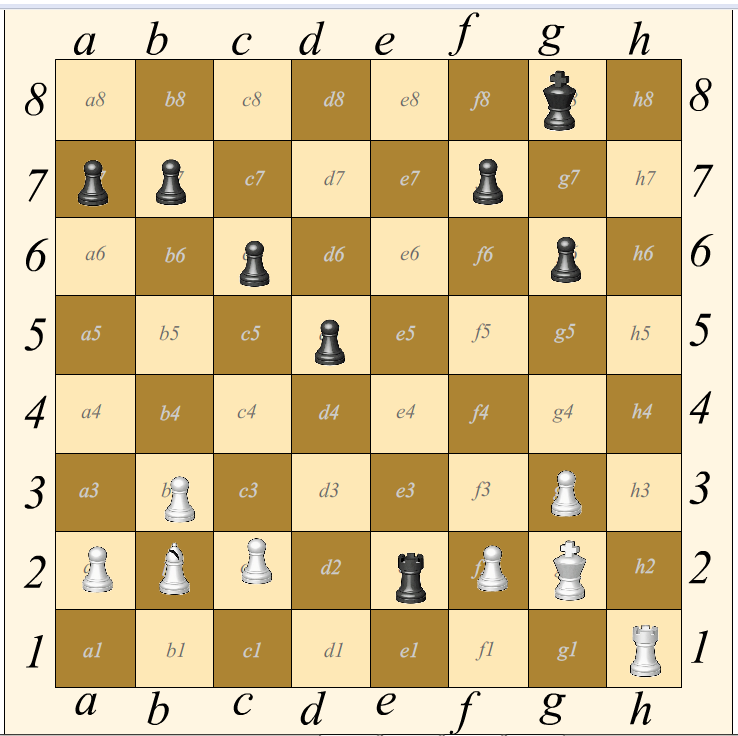 a b c d e f g h
8 a8 b8 c8 d8 e8 f8 h8 8
7 c7 d7 e7 g7 h7 7
6 a6 b6 d6 e6 f6 h6 6
5 a5 b5 c5 e5 f5 g5 h5 5
4 a4 b4 c4 d4 e4 f4 g4 h4 4
3 a3 c3 d3 e3 f3 h3 3
2 d2 h2 2
1 a1 b1 c1 d1 e1 f1 g1 1
a b c d e f g h